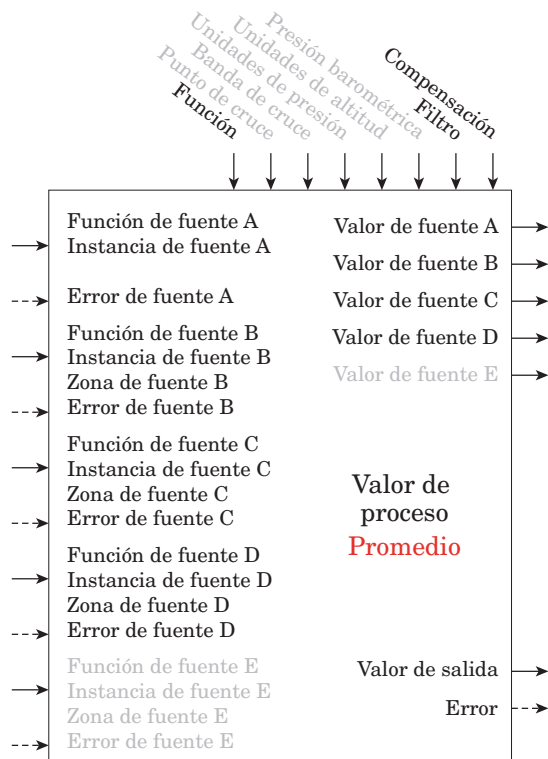 Función
Punto de cruce
Banda de cruce
Unidades de presión
Unidades de altitud
Presión barométrica
Filtro
Compensación
Función de fuente A
Instancia de fuente A
Error de fuente A
Función de fuente B
Instancia de fuente B
Zona de fuente B
Error de fuente B
Función de fuente C
Instancia de fuente C
Zona de fuente C
Error de fuente C
Función de fuente D
Instancia de fuente D
Zona de fuente D
Error de fuente D
Función de fuente E
Instancia de fuente E
Zona de fuente E
Error de fuente E
Valor de fuente A
Valor de fuente B
Valor de fuente C
Valor de fuente D
Valor de fuente E
Valor de
proceso
Promedio
Valor de salida
Error